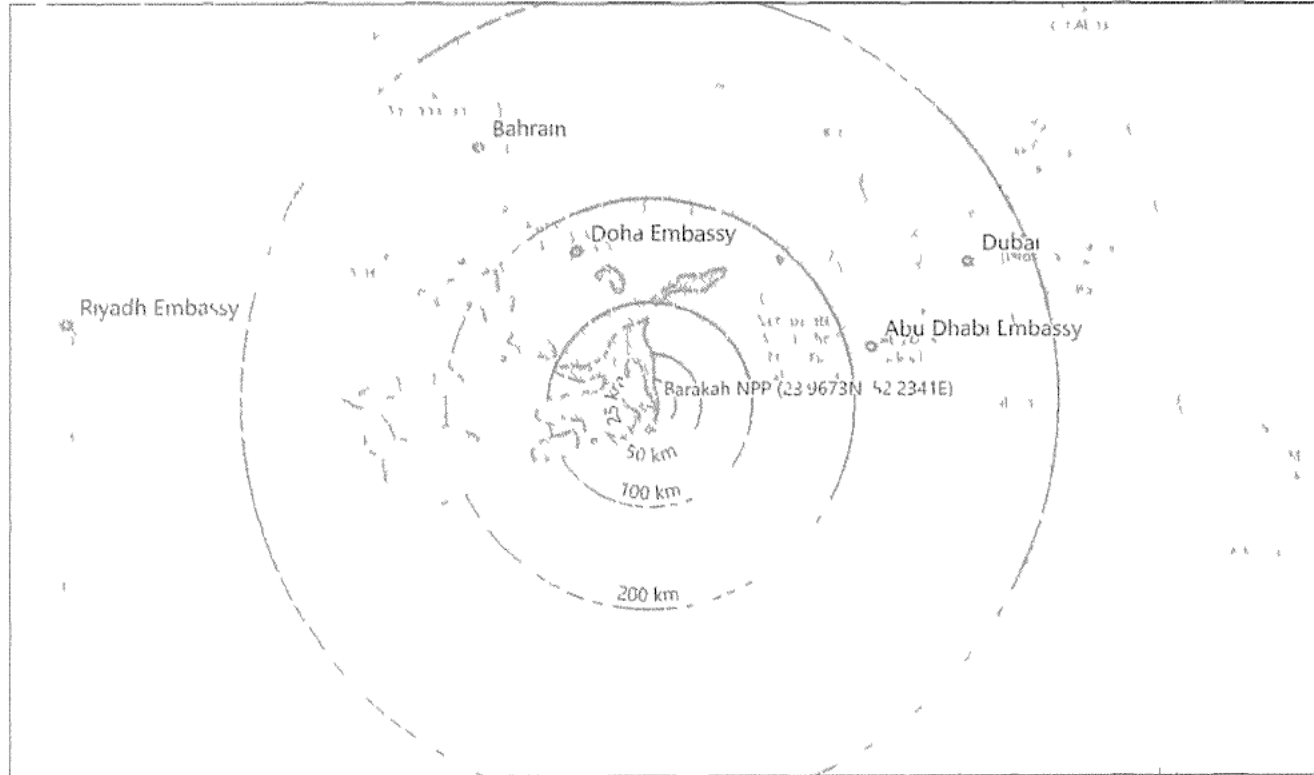 Bahrain
Doha Embassy
Dubai
Riyadh Embassy
Abu Dhabi Embassy
Barakah NPP (23 9673N 52 2341E)
25 km
50 km
100 km
200 km